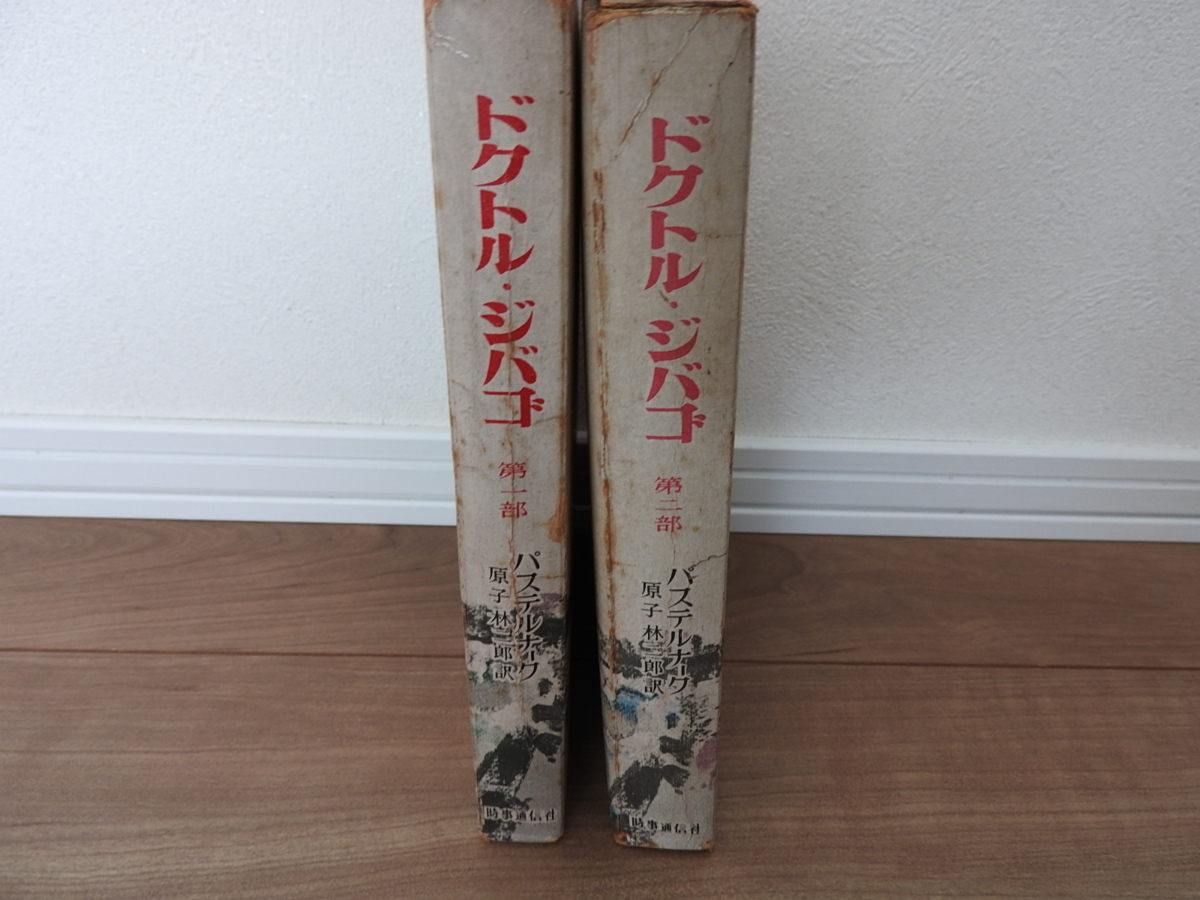 ドクトル・ジバゴ
第一部
パステルナーク
原子林二郎訳
時事通信社
ドクトル・ジバゴ
第二部
パステルナーク
原子林二郎訳
時事通信社